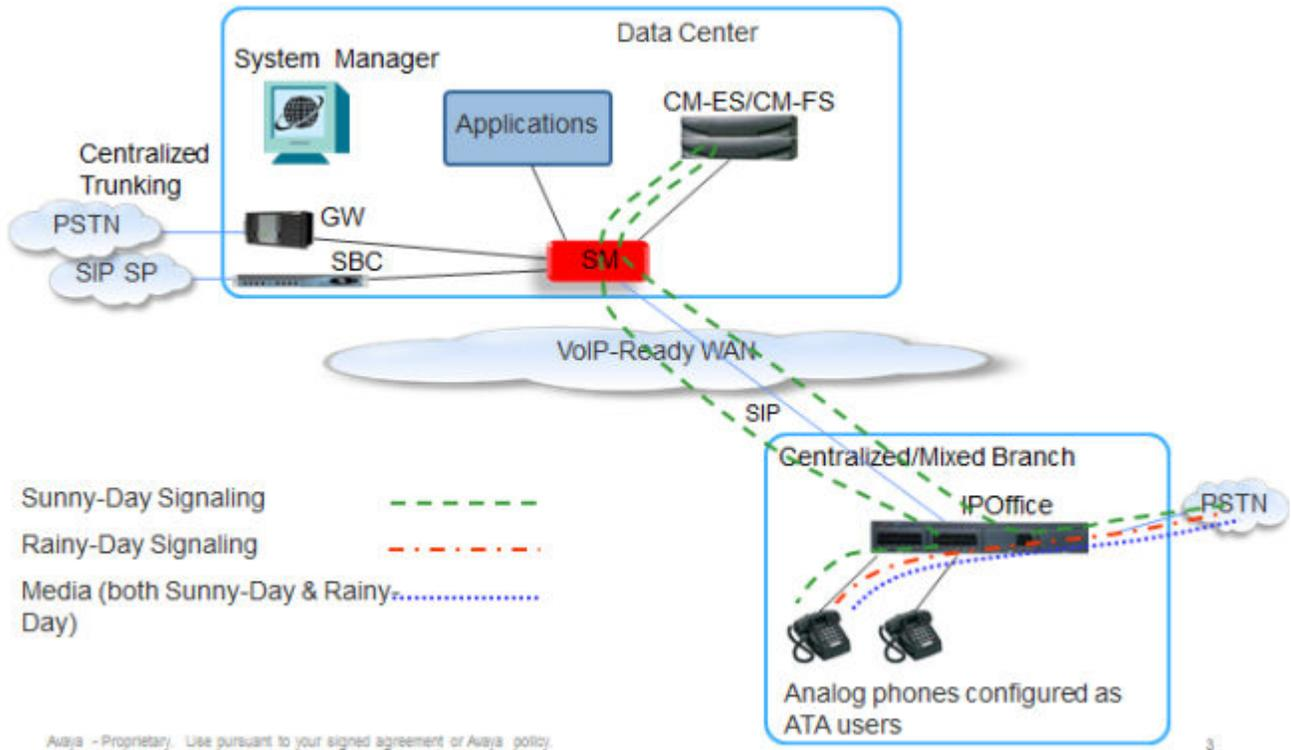 Data Center
System Manager
Applications
CM-ES/CM-FS
Centralized
Trunking
PSTN
GW
SM
SIP SP
SBC
VoIP-Ready WAN
SIP
Centralized/Mixed Branch
IPOffice
PSTN
Sunny-Day Signaling
Rainy-Day Signaling
Media (both Sunny-Day & Rainy-
Day)
Analog phones configured as
ATA users
Avaya - Proprietary. Use pursuant to your signed agreement or Avaya policy.
3